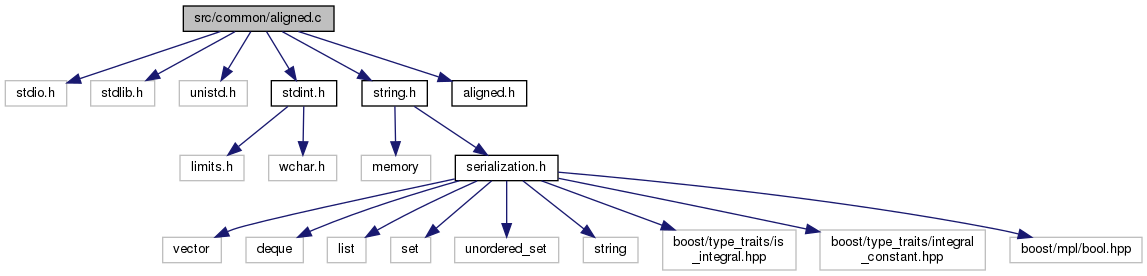 src/common/aligned.c
stdio.h
stdlib.h
unistd.h
stdint.h
string.h
aligned.h
limits.h
wchar.h
memory
serialization.h
vector
deque
list
set
unordered_set
string
boost/type_traits/is
_integral.hpp
boost/type_traits/integral
_constant.hpp
boost/mpl/bool.hpp